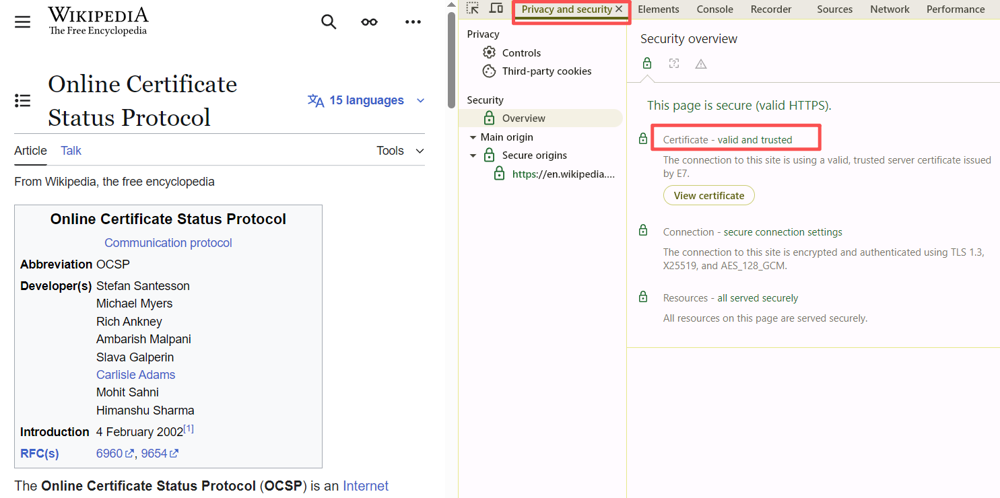 WIKIPEDIA
The Free Encyclopedia
Online Certificate
Status Protocol
15 languages
Article Talk
Tools
From Wikipedia, the free encyclopedia
Online Certificate Status Protocol
Communication protocol
Abbreviation OCSP
Developer(s) Stefan Santesson
Michael Myers
Rich Ankney
Ambarish Malpani
Slava Galperin
Carlisle Adams
Mohit Sahni
Himanshu Sharma
Introduction 4 February 2002[1]
RFC(s) 6960, 9654
The Online Certificate Status Protocol (OCSP) is an Internet
Privacy and security Elements Console Recorder Sources Network Performance
Privacy
Controls
Third-party cookies
Security
Overview
Main origin
Secure origins
https://en.wikipedia....
Security overview
This page is secure (valid HTTPS).
Certificate - valid and trusted
The connection to this site is using a valid, trusted server certificate issued
by E7.
View certificate
Connection - secure connection settings
The connection to this site is encrypted and authenticated using TLS 1.3,
X25519, and AES_128_GCM.
Resources - all served securely
All resources on this page are served securely.